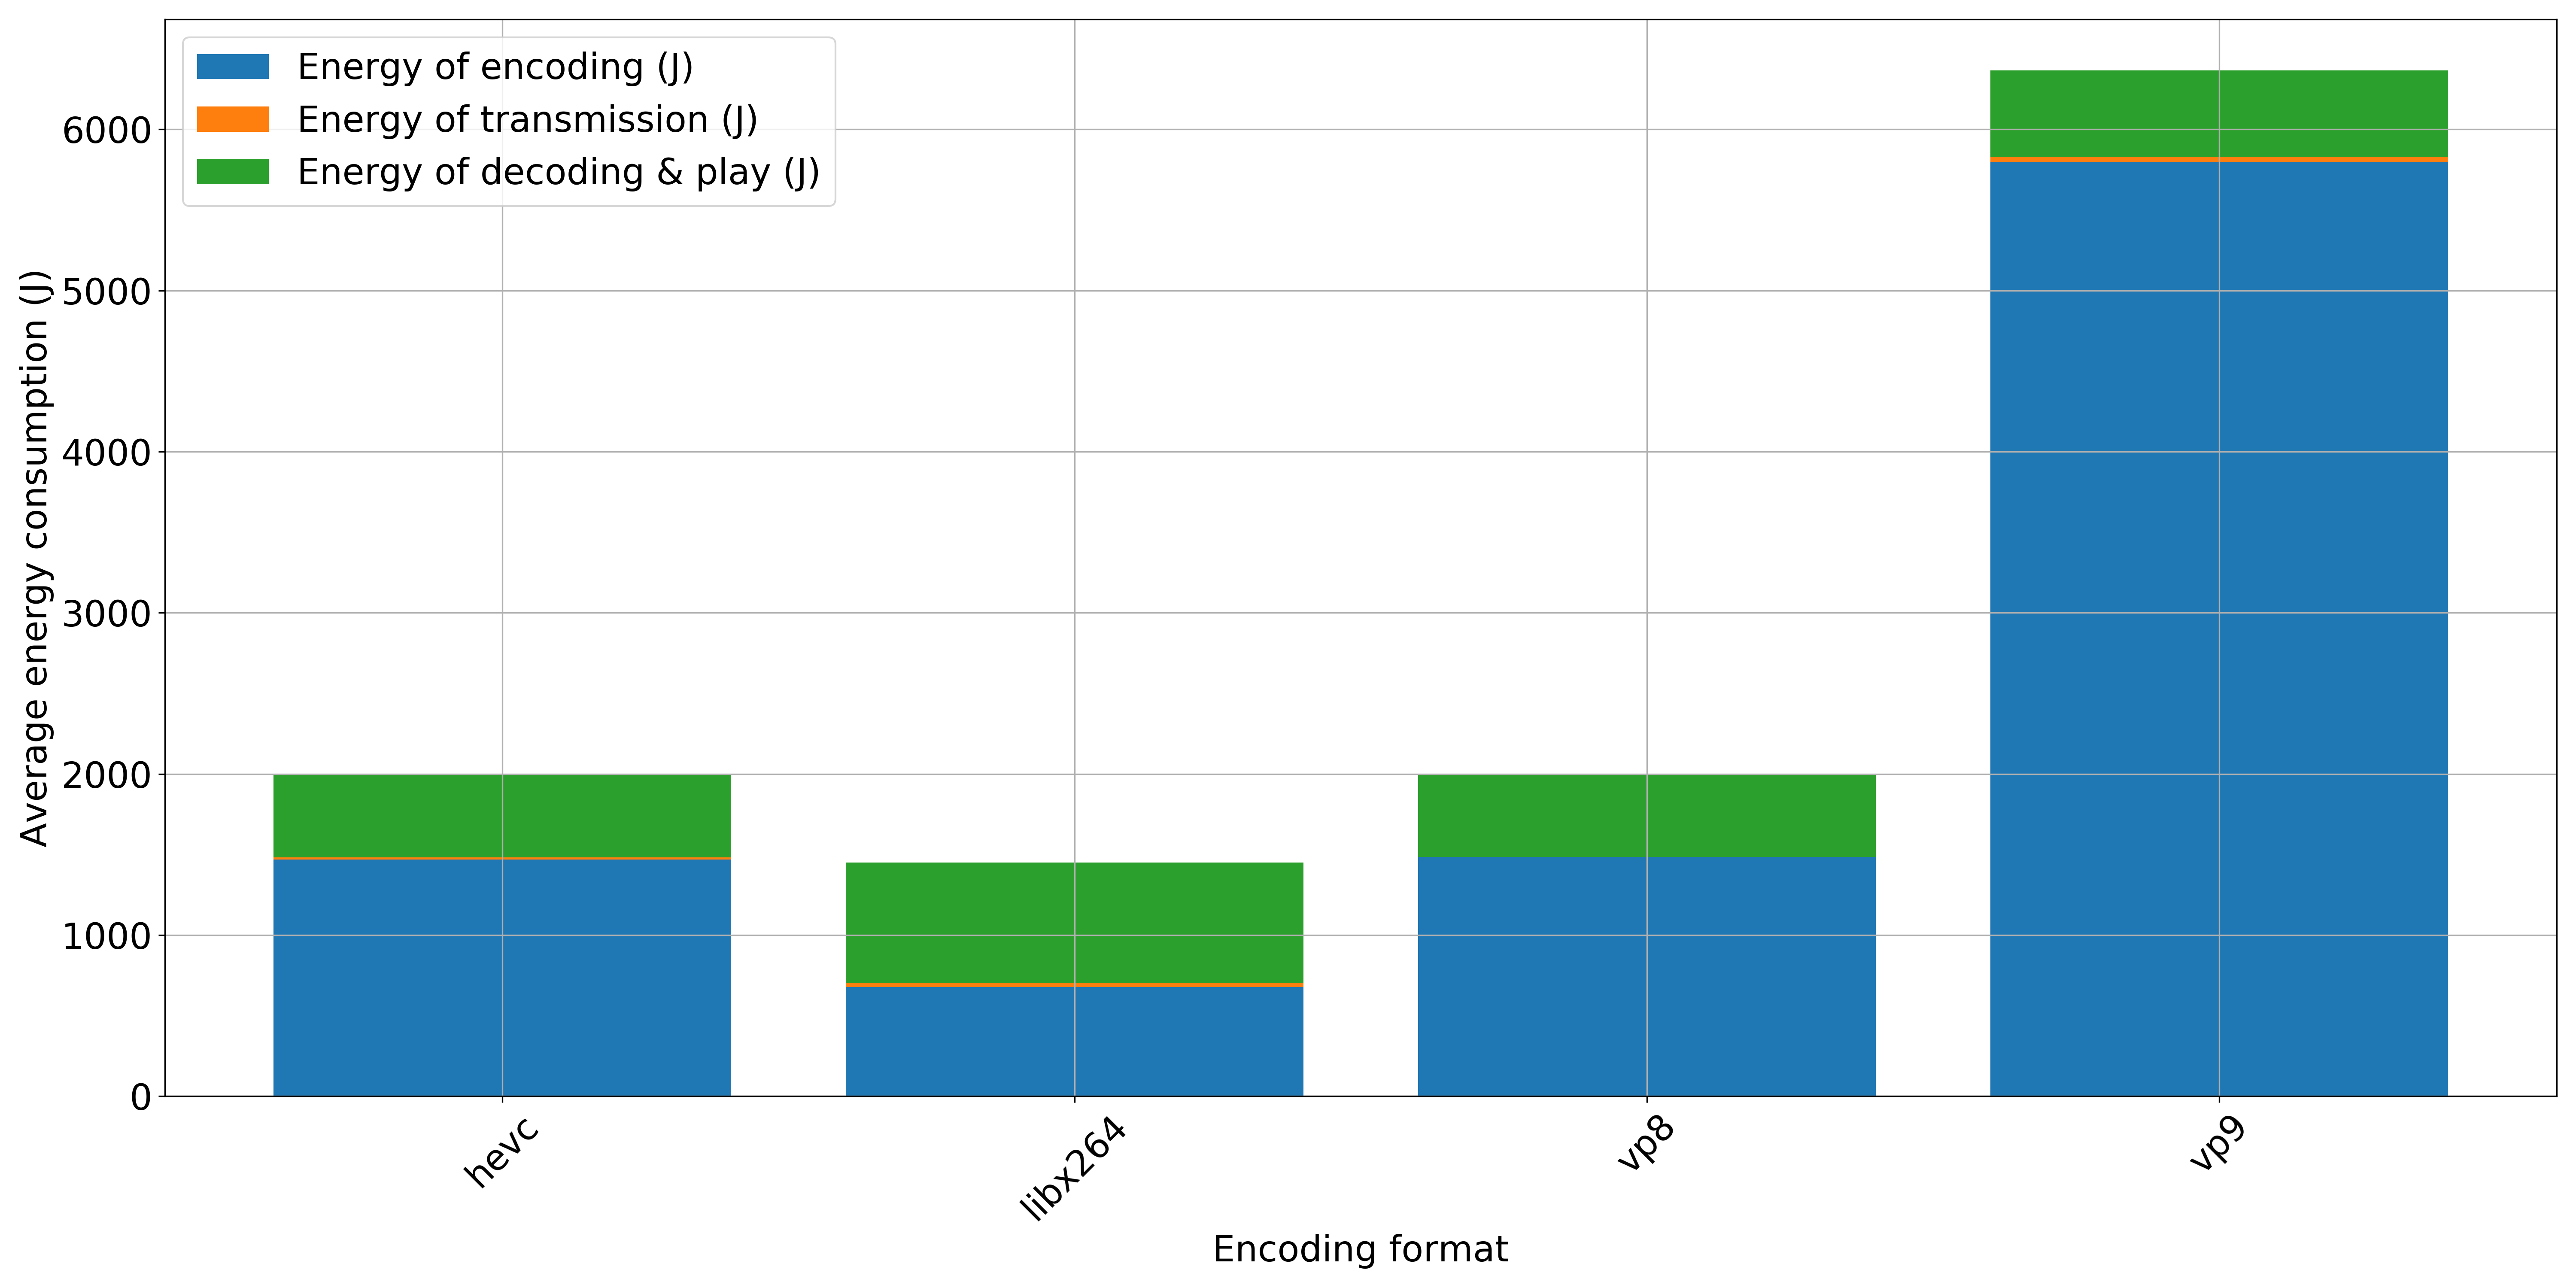 Energy of encoding (J)
Energy of transmission (J)
Energy of decoding & play (J)
Average energy consumption (J)
6000
5000
4000
3000
2000
1000
0
hevc
libx264
vp8
vp9
Encoding format